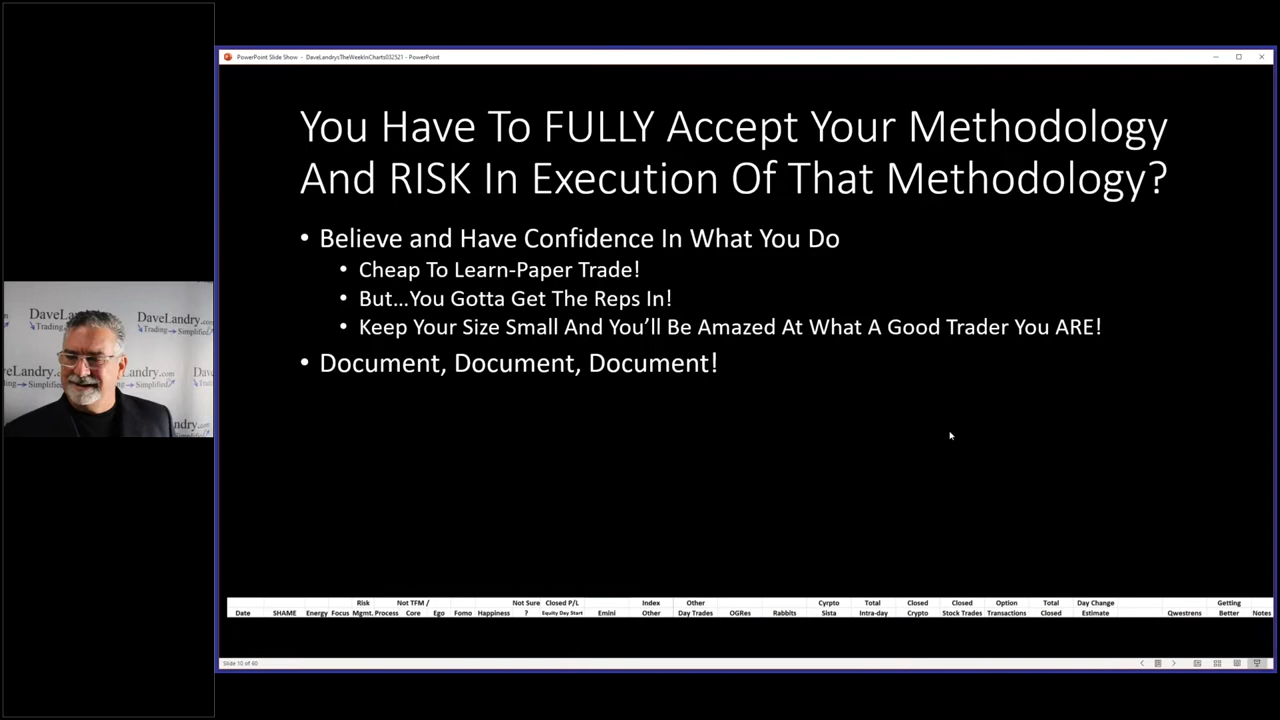 PowerPoint Slide Show - DaveLandrysTheWeekInCharts032521 - PowerPoint
You Have To FULLY Accept Your Methodology
And RISK In Execution Of That Methodology?
• Believe and Have Confidence In What You Do
• Cheap To Learn-Paper Trade!
• But…You Gotta Get The Reps In!
• Keep Your Size Small And You’ll Be Amazed At What A Good Trader You ARE!
• Document, Document, Document!
DaveLandry.com
Trading Simplified
Risk Not TFM / Not Sure Closed P/L Index Other Cyrpto Total Closed Closed Option Total Day Change Getting
Date SHAME Energy Focus Mgmt. Process Core Ego Fomo Happiness ? Equity Day Start Emini Other Day Trades OGRes Rabbits Sista Intra-day Crypto Stock Trades Transactions Closed Estimate Qwestrens Better Notes
Slide 10 of 60